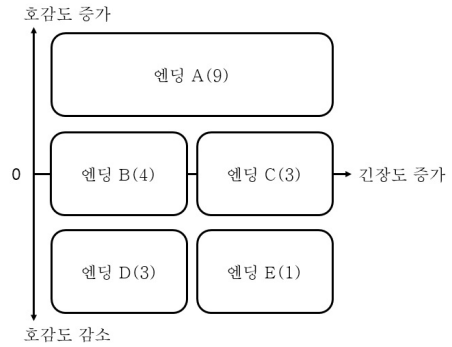 호감도 증가
엔딩 A(9)
0
엔딩 B(4)
엔딩 C(3)
긴장도 증가
엔딩 D(3)
엔딩 E(1)
호감도 감소